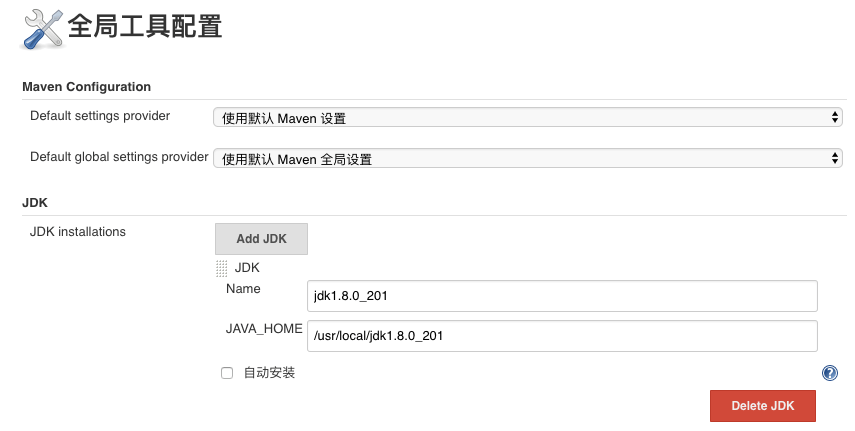 全局工具配置
Maven Configuration
Default settings provider 使用默认 Maven 设置
Default global settings provider 使用默认 Maven 全局设置
JDK
JDK installations Add JDK
JDK
Name jdk1.8.0_201
JAVA_HOME /usr/local/jdk1.8.0_201
自动安装 ?
Delete JDK